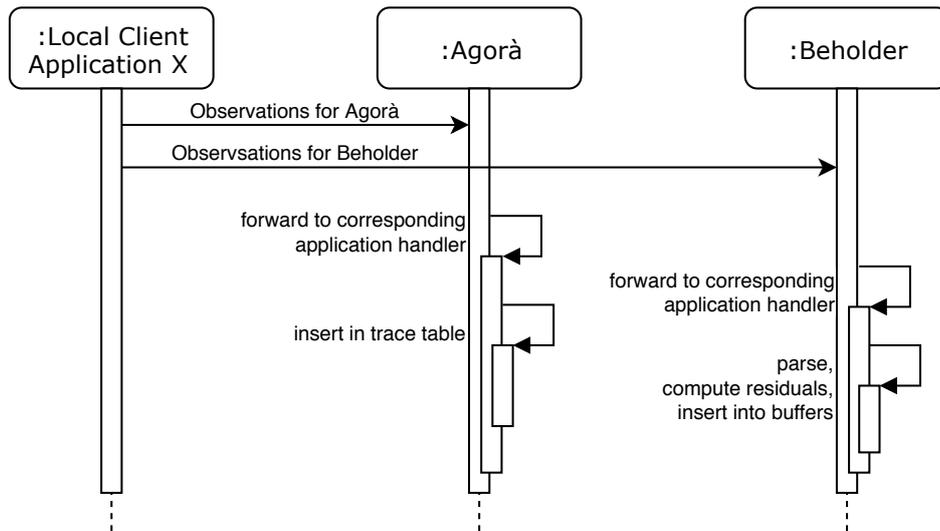 :Local Client
Application X
:Agorà
:Beholder
Observations for Agorà
Observsations for Beholder
forward to corresponding
application handler
forward to corresponding
application handler
insert in trace table
parse,
compute residuals,
insert into buffers